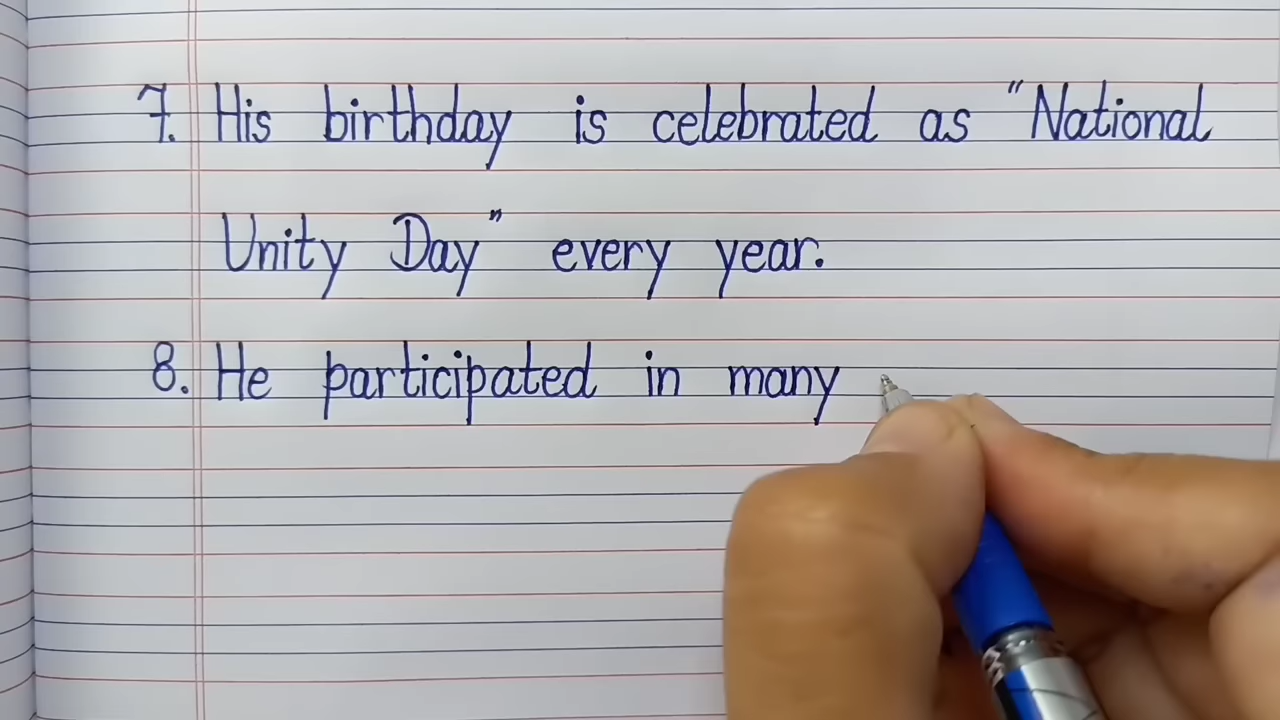 7. His birthday is celebrated as "National
Unity Day" every year.
8. He participated in many